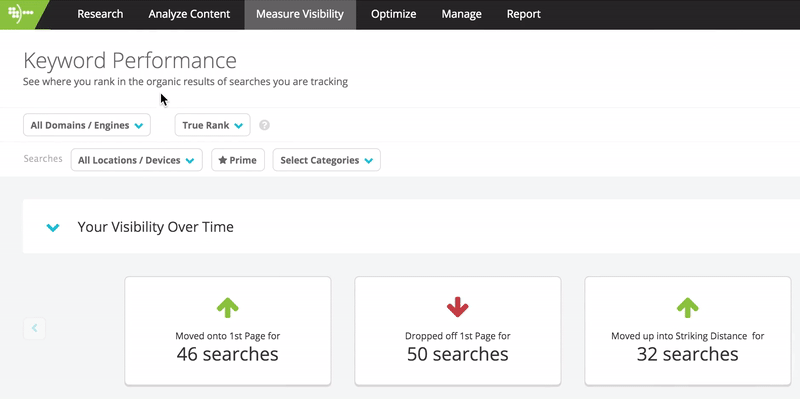 Research Analyze Content Measure Visibility Optimize Manage Report
Keyword Performance
See where you rank in the organic results of searches you are tracking
All Domains / Engines True Rank ?
Searches All Locations / Devices Prime Select Categories
Your Visibility Over Time
Moved onto 1st Page for
46 searches
Dropped off 1st Page for
50 searches
Moved up into Striking Distance for
32 searches